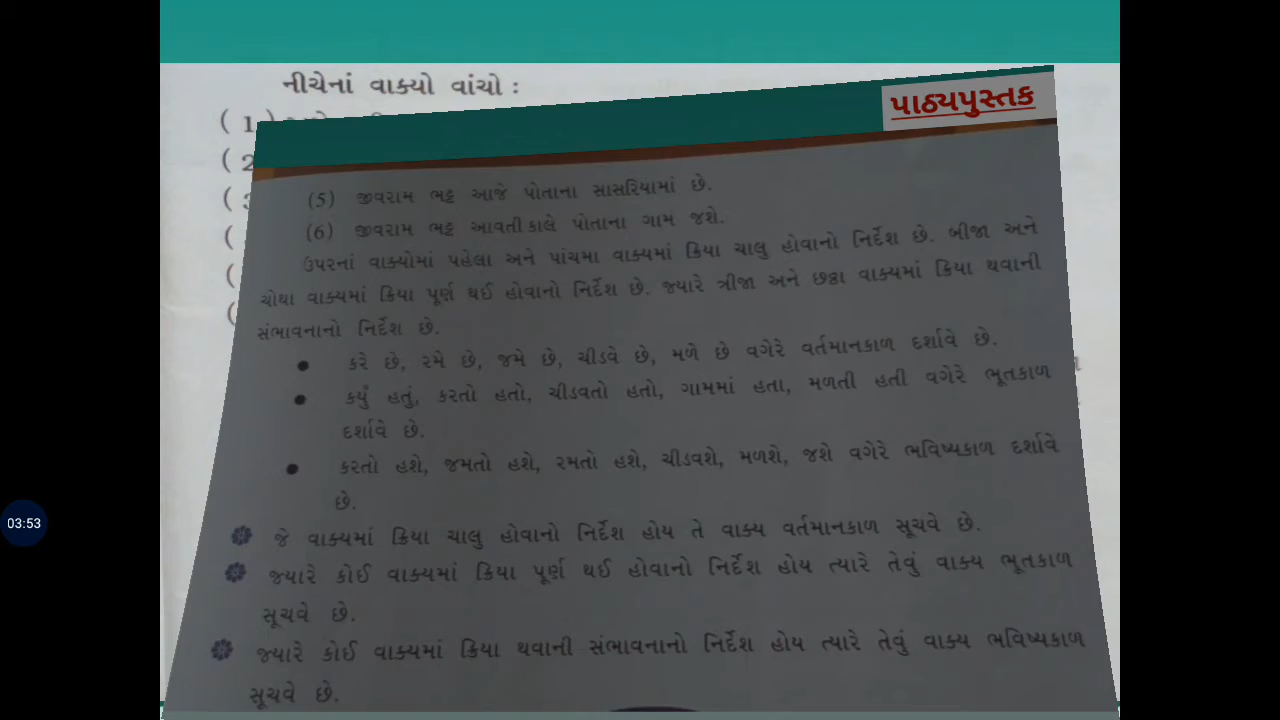 નીચેનાં વાક્યો વાંચો :
( 1 )
( 2
(
(
(
પાઠ્યપુસ્તક
(5) જીવરામ ભટ્ટ આજે પોતાના સાસરિયામાં છે.
(6) જીવરામ ભટ્ટ આવતી કાલે પોતાના ગામ જશે.
ઉપરનાં વાક્યોમાં પહેલા અને પાંચમા વાક્યમાં ક્રિયા ચાલુ હોવાનો નિર્દેશ છે. બીજા અને
ચોથા વાક્યમાં ક્રિયા પૂર્ણ થઈ હોવાનો નિર્દેશ છે. જ્યારે ત્રીજા અને છઠ્ઠા વાક્યમાં ક્રિયા થવાની
સંભાવનાનો નિર્દેશ છે.
● કરે છે, રમે છે, જમે છે, ચીડવે છે, મળે છે વગેરે વર્તમાનકાળ દર્શાવે છે.
● કર્યું હતું, કરતો હતો, ચીડવતો હતો, ગામમાં હતા, મળતી હતી વગેરે ભૂતકાળ
દર્શાવે છે.
● કરતો હશે, જમતો હશે, રમતો હશે, ચીડવશે, મળશે, જશે વગેરે ભવિષ્યકાળ દર્શાવે
છે.
જે વાક્યમાં ક્રિયા ચાલુ હોવાનો નિર્દેશ હોય તે વાક્ય વર્તમાનકાળ સૂચવે છે.
જ્યારે કોઈ વાક્યમાં ક્રિયા પૂર્ણ થઈ હોવાનો નિર્દેશ હોય ત્યારે તેવું વાક્ય ભૂતકાળ
સૂચવે છે.
જ્યારે કોઈ વાક્યમાં ક્રિયા થવાની સંભાવનાનો નિર્દેશ હોય ત્યારે તેવું વાક્ય ભવિષ્યકાળ
સૂચવે છે.
03:53